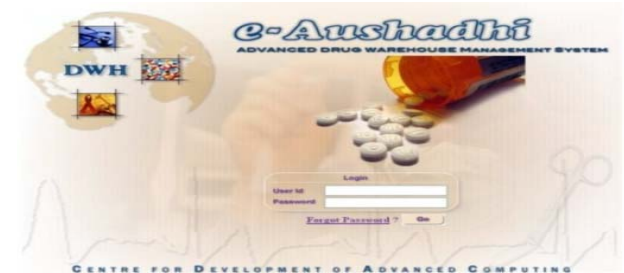 e-Aushadhi
ADVANCED DRUG WAREHOUSE MANAGEMENT SYSTEM
DWH
Login
User Id
Password
Forgot Password ? Go
CENTRE FOR DEVELOPMENT OF ADVANCED COMPUTING